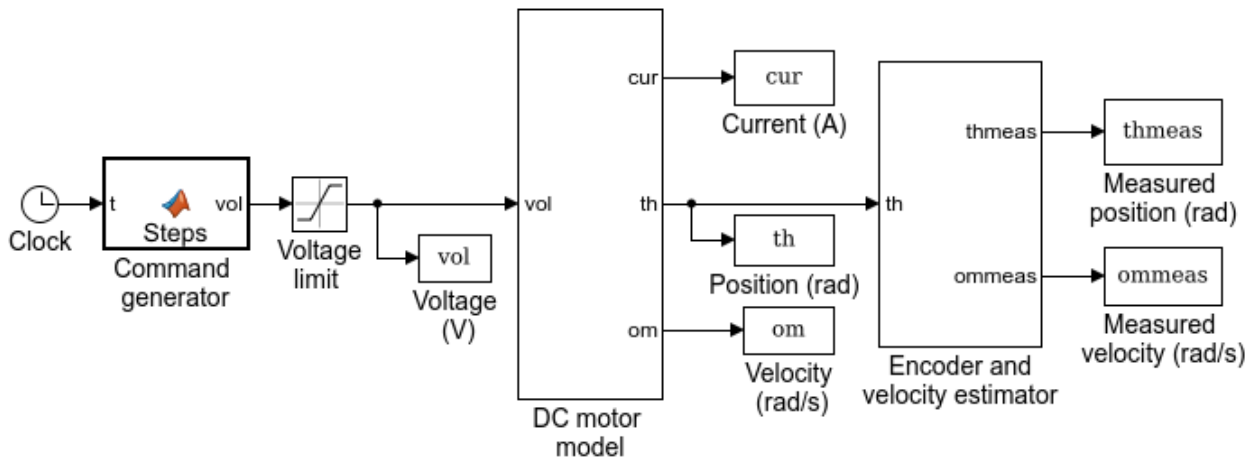 Clock
t
vol
Steps
Command
generator
Voltage
limit
vol
Voltage
(V)
vol
cur
th
om
DC motor
model
cur
Current (A)
th
Position (rad)
om
Velocity
(rad/s)
th
thmeas
ommeas
Encoder and
velocity estimator
thmeas
Measured
position (rad)
ommeas
Measured
velocity (rad/s)